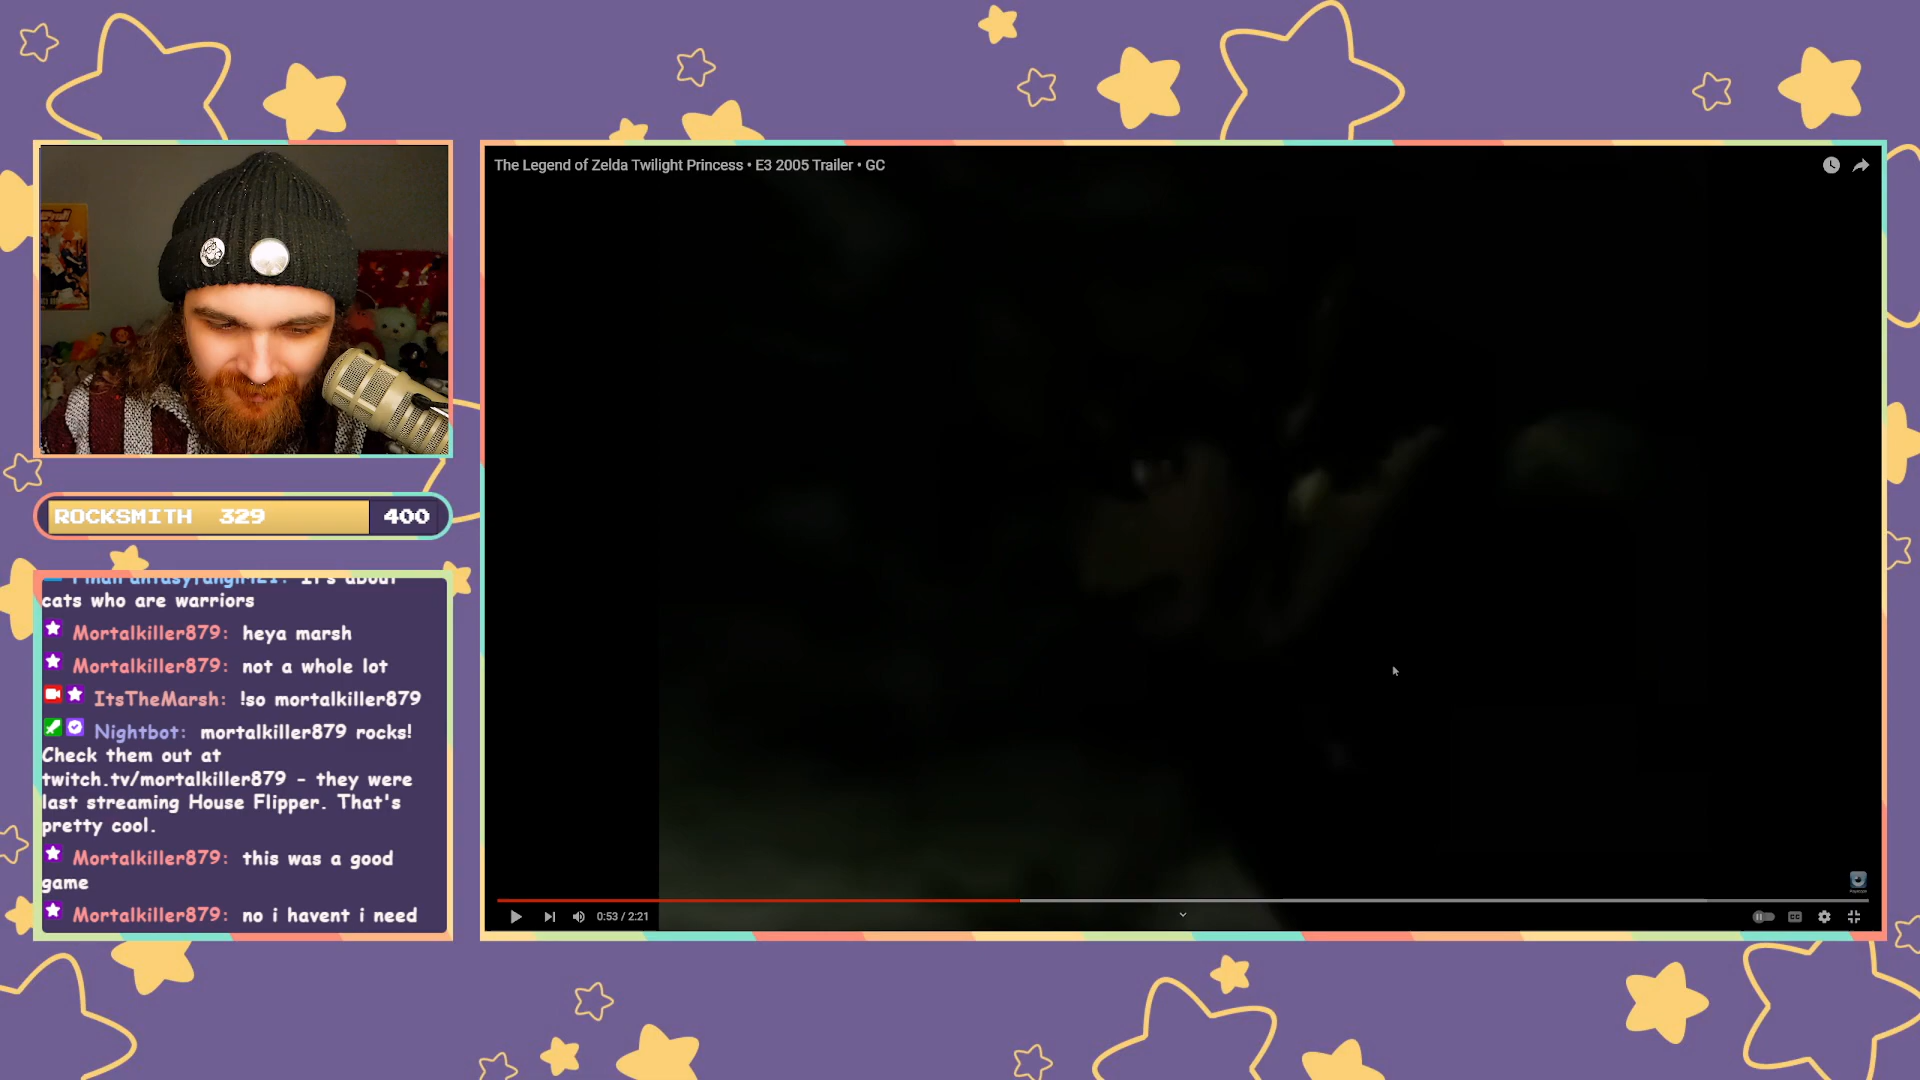 The Legend of Zelda Twilight Princess • E3 2005 Trailer • GC
ROCKSMITH 329 400
It's about
cats who are warriors
Mortalkiller879: heya marsh
Mortalkiller879: not a whole lot
ItsTheMarsh: !so mortalkiller879
Nightbot: mortalkiller879 rocks!
Check them out at
twitch.tv/mortalkiller879 - they were
last streaming House Flipper. That's
pretty cool.
Mortalkiller879: this was a good
game
Mortalkiller879: no i havent i need
0:53 / 2:21